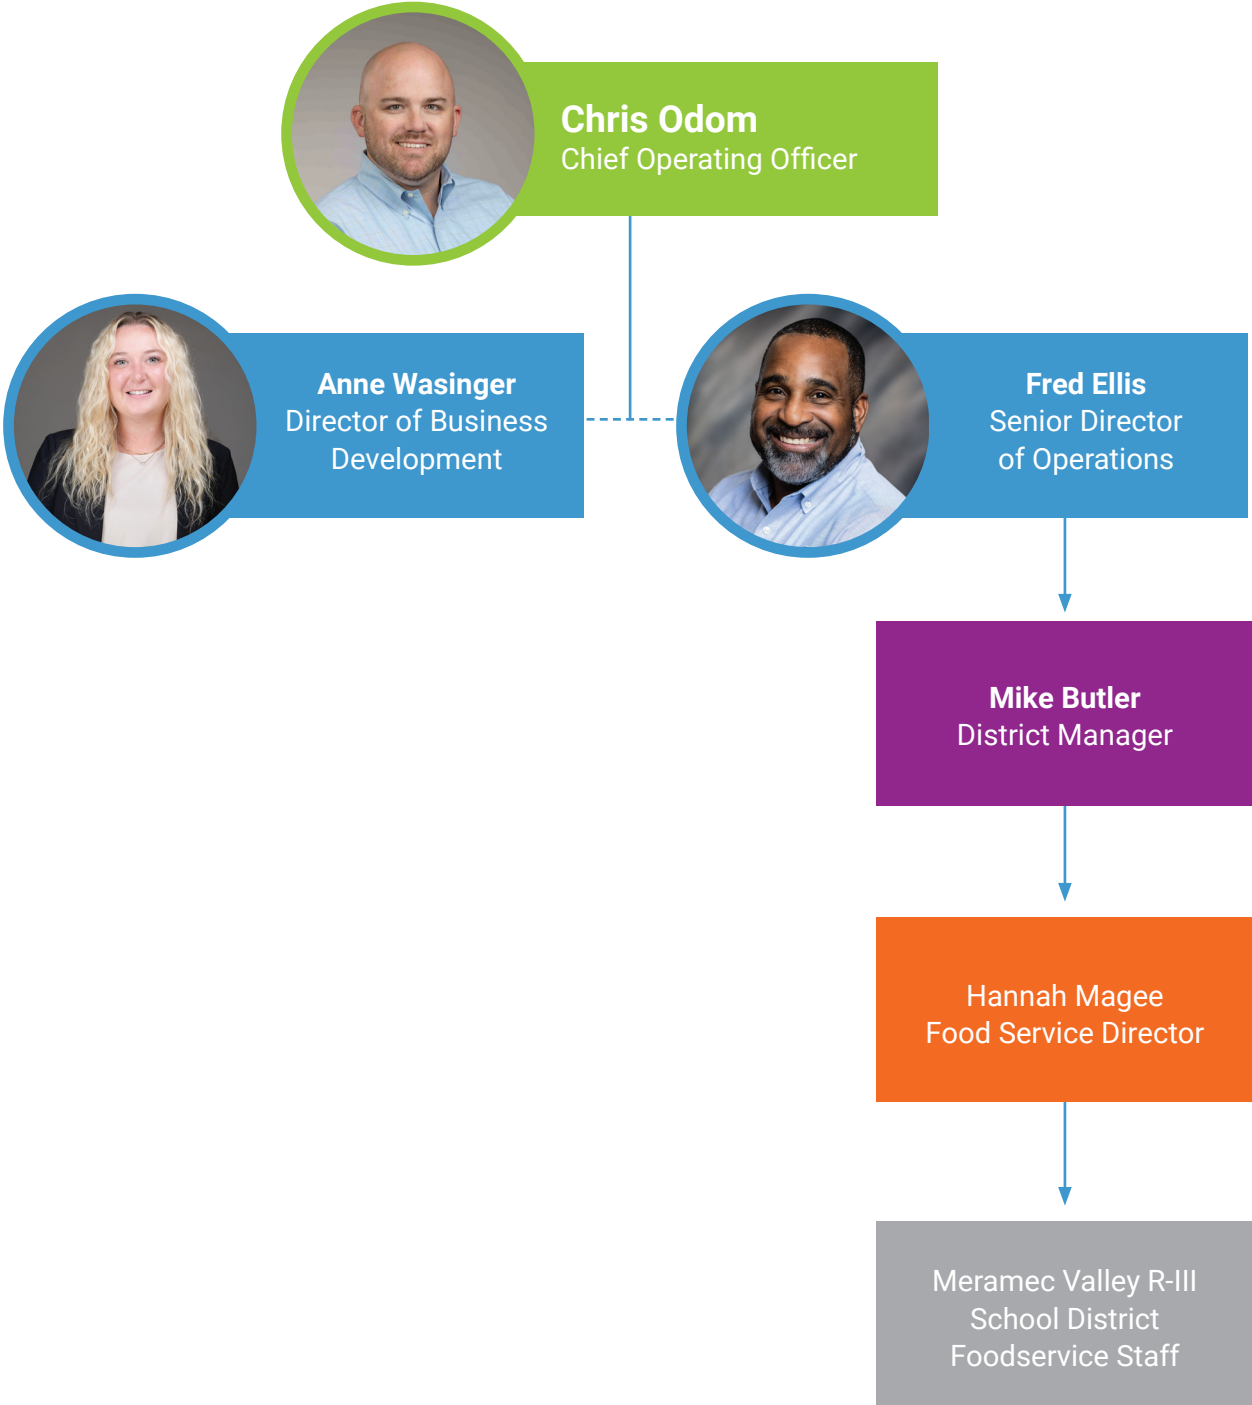 Chris Odom
Chief Operating Officer
Anne Wasinger
Director of Business
Development
Fred Ellis
Senior Director
of Operations
Mike Butler
District Manager
Hannah Magee
Food Service Director
Meramec Valley R-III
School District
Foodservice Staff